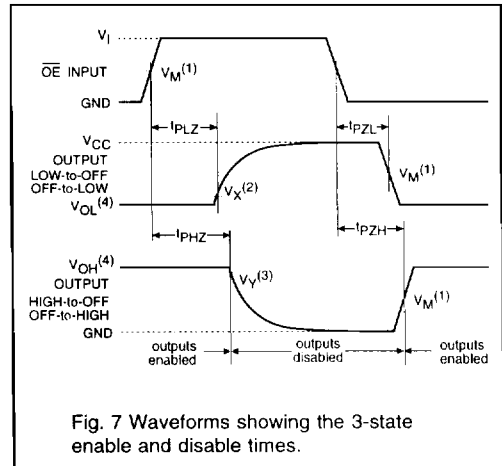 V_I
OE INPUT
V_M(1)
GND
t_PLZ
t_PZL
V_CC
OUTPUT
LOW-to-OFF
OFF-to-LOW
V_OL(4)
V_X(2)
V_M(1)
t_PHZ
t_PZH
V_OH(4)
OUTPUT
HIGH-to-OFF
OFF-to-HIGH
GND
V_Y(3)
V_M(1)
outputs
enabled
outputs
disabled
outputs
enabled
Fig. 7 Waveforms showing the 3-state
enable and disable times.